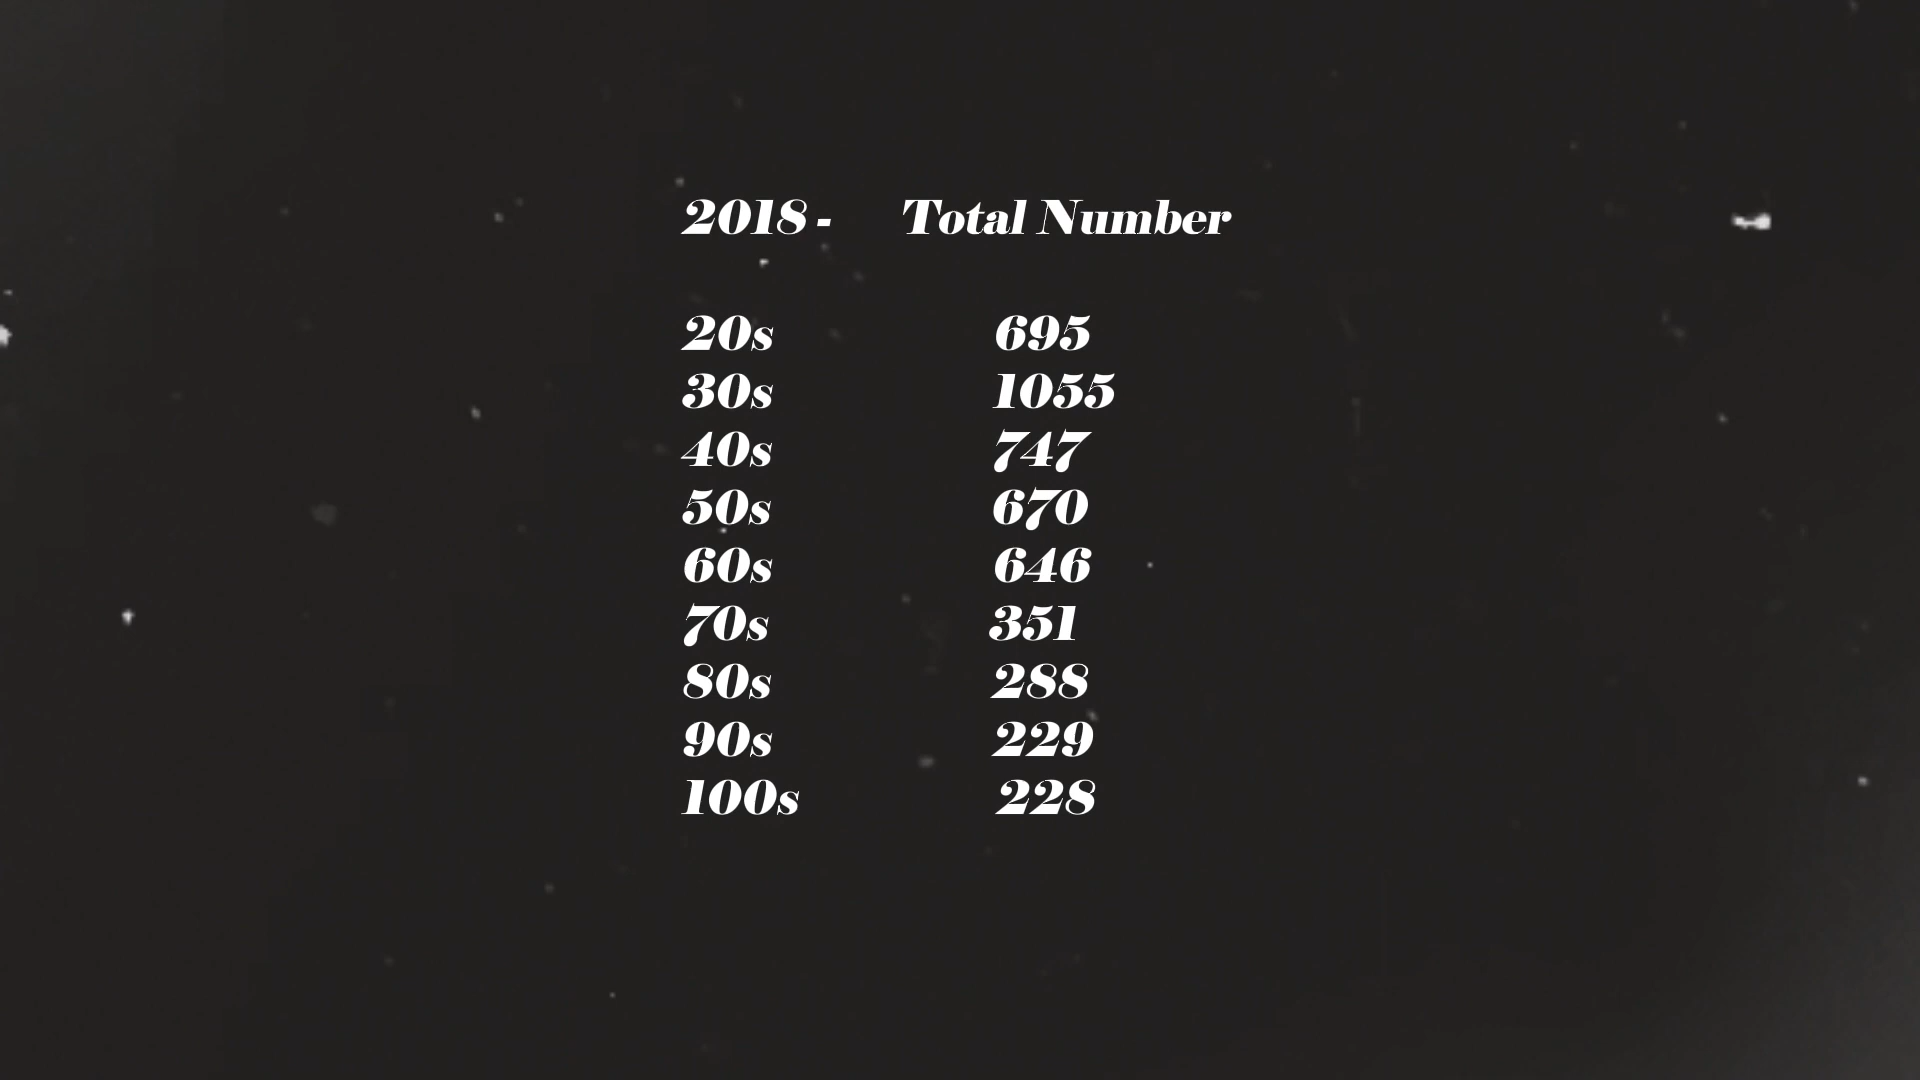 2018 - Total Number
20s 695
30s 1055
40s 747
50s 670
60s 646
70s 351
80s 288
90s 229
100s 228